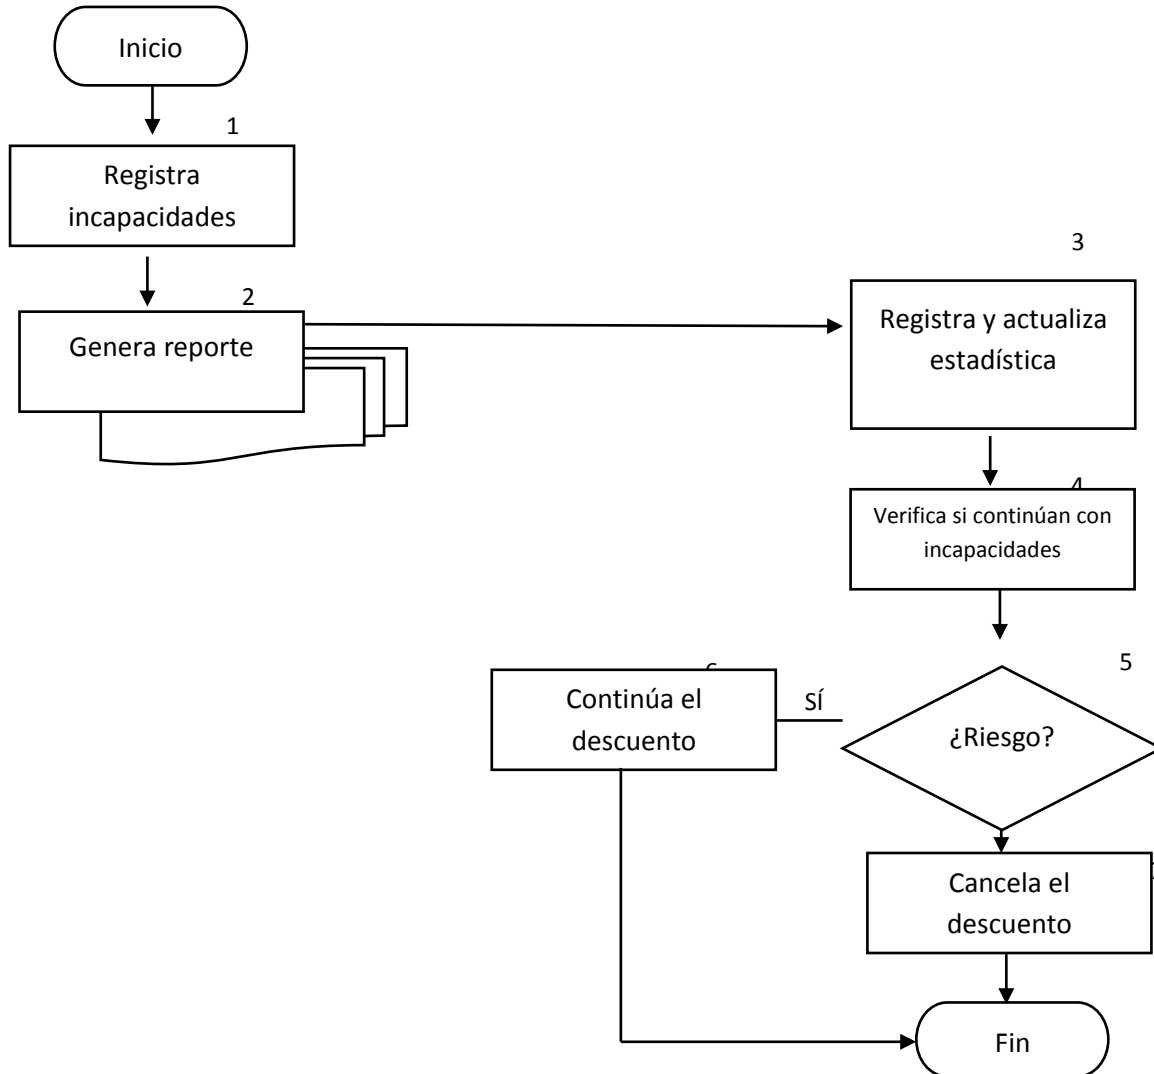 Inicio
1
Registra
incapacidades
2
Genera reporte
3
Registra y actualiza
estadística
4
Verifica si continúan con
incapacidades
5
¿Riesgo?
SÍ
6
Continúa el
descuento
Cancela el
descuento
Fin